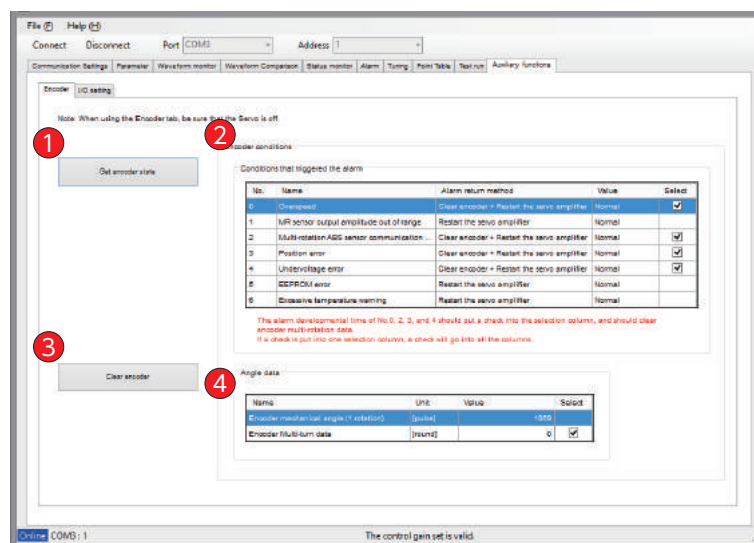 File (F) Help (H)
Connect Disconnect Port COM3 Address 1
Communication Settings Parameter Waveform monitor Waveform Comparison Status monitor Alarm Tuning Point Table Test run Auxiliary functions
Encoder I/O setting
Note: When using the Encoder tab, be sure that the Servo is off.
1 2
Encoder conditions
Get encoder state
Conditions that triggered the alarm
No. Name Alarm return method Value Select
0 Overspeed Clear encoder + Restart the servo amplifier Normal
1 MR sensor output amplitude out of range Restart the servo amplifier Normal
2 Multi-rotation ABS sensor communication ... Clear encoder + Restart the servo amplifier Normal
3 Position error Clear encoder + Restart the servo amplifier Normal
4 Undervoltage error Clear encoder + Restart the servo amplifier Normal
5 EEPROM error Restart the servo amplifier Normal
6 Excessive temperature warning Restart the servo amplifier Normal
The alarm developmental time of No.0, 2, 3, and 4 should put a check into the selection column, and should clear
encoder multi-rotation data.
If a check is put into one selection column, a check will go into all the columns.
3
Clear encoder
4
Angle data
Name Unit Value Select
Encoder mechanical angle (1 rotation) [pulse]
Encoder Multi-turn data [round] 0
Online COM3 : 1 The control gain set is valid.